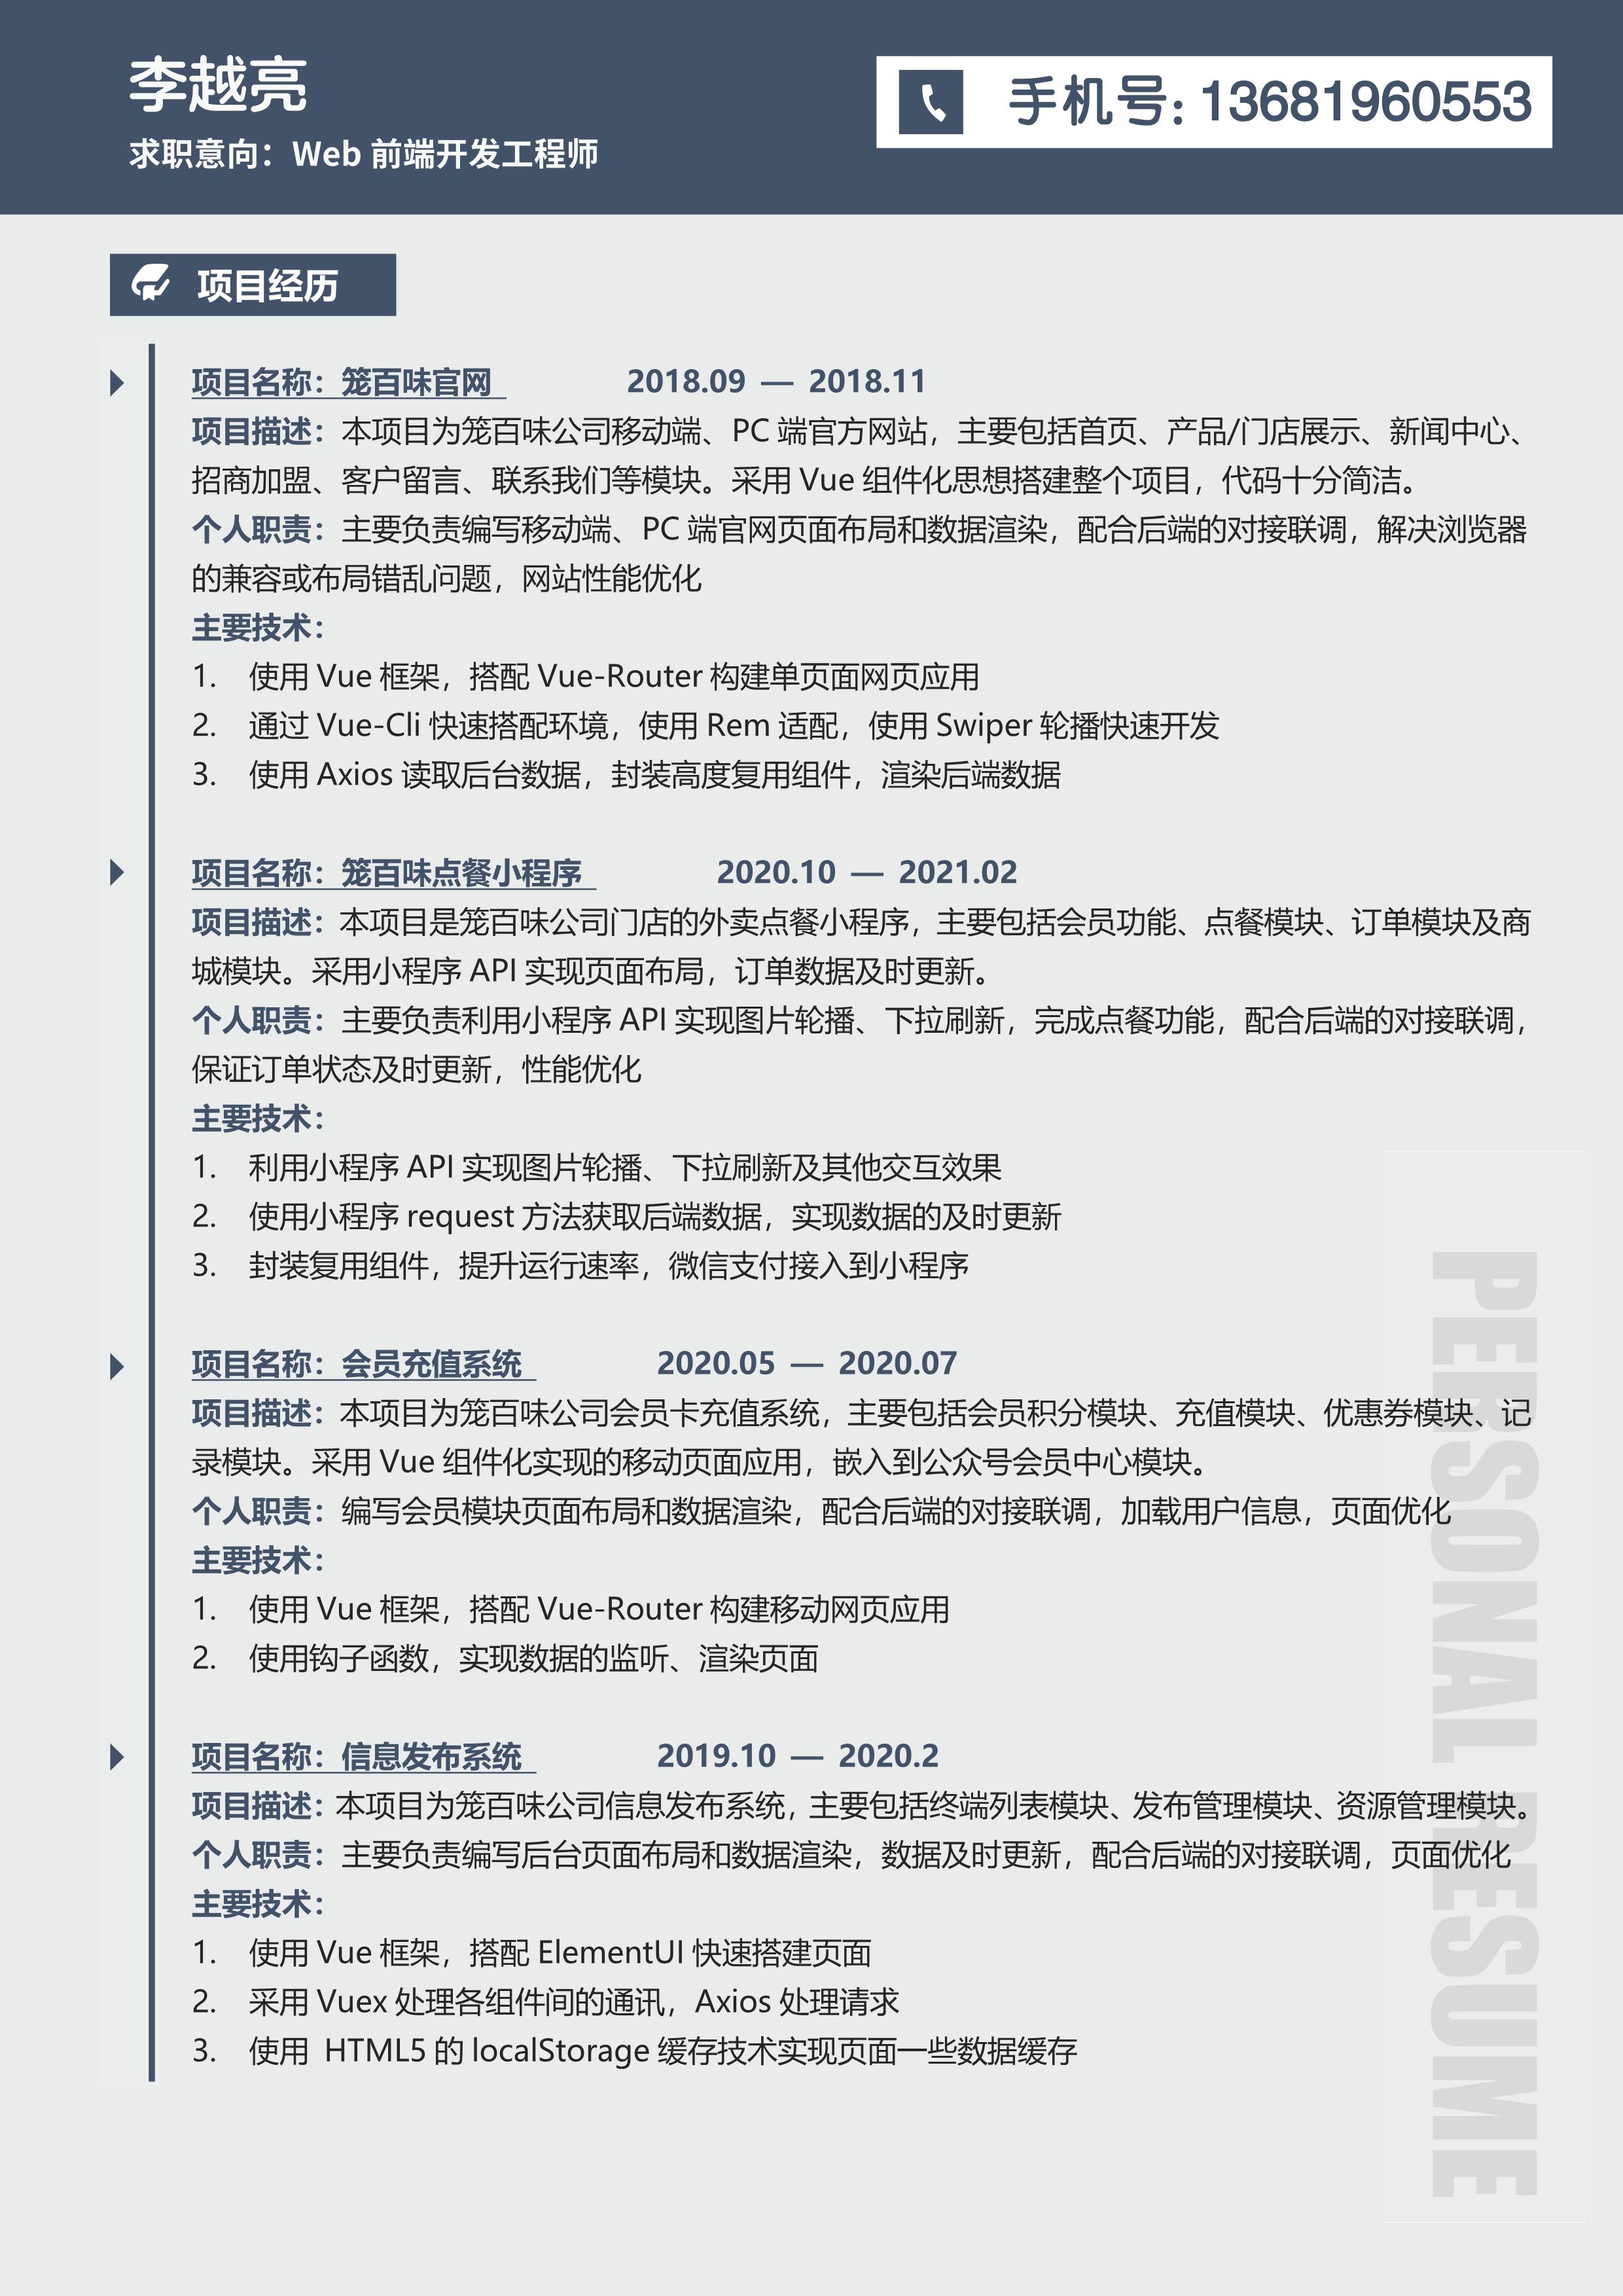 李越亮
求职意向：Web 前端开发工程师
手机号：13681960553
项目经历
项目名称：笼百味官网 2018.09 — 2018.11
项目描述：本项目为笼百味公司移动端、PC 端官方网站，主要包括首页、产品/门店展示、新闻中心、
招商加盟、客户留言、联系我们等模块。采用 Vue 组件化思想搭建整个项目，代码十分简洁。
个人职责：主要负责编写移动端、PC 端官网页面布局和数据渲染，配合后端的对接联调，解决浏览器
的兼容或布局错乱问题，网站性能优化
主要技术：
1. 使用 Vue 框架，搭配 Vue-Router 构建单页面网页应用
2. 通过 Vue-Cli 快速搭配环境，使用 Rem 适配，使用 Swiper 轮播快速开发
3. 使用 Axios 读取后台数据，封装高度复用组件，渲染后端数据
项目名称：笼百味点餐小程序 2020.10 — 2021.02
项目描述：本项目是笼百味公司门店的外卖点餐小程序，主要包括会员功能、点餐模块、订单模块及商
城模块。采用小程序 API 实现页面布局，订单数据及时更新。
个人职责：主要负责利用小程序 API 实现图片轮播、下拉刷新，完成点餐功能，配合后端的对接联调，
保证订单状态及时更新，性能优化
主要技术：
1. 利用小程序 API 实现图片轮播、下拉刷新及其他交互效果
2. 使用小程序 request 方法获取后端数据，实现数据的及时更新
3. 封装复用组件，提升运行速率，微信支付接入到小程序
项目名称：会员充值系统 2020.05 — 2020.07
项目描述：本项目为笼百味公司会员卡充值系统，主要包括会员积分模块、充值模块、优惠券模块、记
录模块。采用 Vue 组件化实现的移动页面应用，嵌入到公众号会员中心模块。
个人职责：编写会员模块页面布局和数据渲染，配合后端的对接联调，加载用户信息，页面优化
主要技术：
1. 使用 Vue 框架，搭配 Vue-Router 构建移动网页应用
2. 使用钩子函数，实现数据的监听、渲染页面
项目名称：信息发布系统 2019.10 — 2020.2
项目描述：本项目为笼百味公司信息发布系统，主要包括终端列表模块、发布管理模块、资源管理模块。
个人职责：主要负责编写后台页面布局和数据渲染，数据及时更新，配合后端的对接联调，页面优化
主要技术：
1. 使用 Vue 框架，搭配 ElementUI 快速搭建页面
2. 采用 Vuex 处理各组件间的通讯，Axios 处理请求
3. 使用 HTML5 的 localStorage 缓存技术实现页面一些数据缓存
PERSONAL RESUME